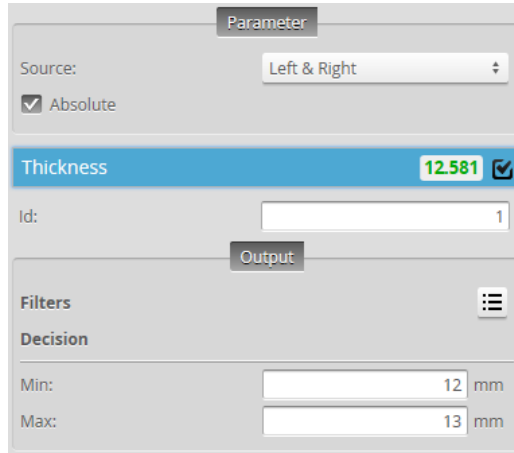 Parameter
Source: Left & Right
Absolute
Thickness 12.581
Id: 1
Output
Filters
Decision
Min: 12 mm
Max: 13 mm